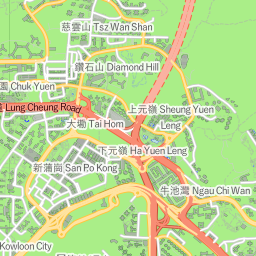 慈雲山 Tsz Wan Shan
鑽石山 Diamond Hill
園 Chuk Yuen
Lung Cheung Road
上元嶺 Sheung Yuen
Leng
大磡 Tai Hom
下元嶺 Ha Yuen Leng
新蒲崗 San Po Kong
牛池灣 Ngau Chi Wan
Kowloon City